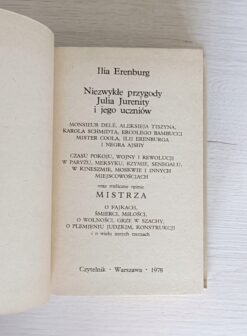 Ilia Erenburg
Niezwykłe przygody
Julia Jurenity
i jego uczniów
MONSIEUR DELE, ALEKSIEJA TISZYNA,
KAROLA SCHMIDTA, ERCOLEGO BAMBUCCI
MISTER COOLA, ILII ERENBURGA
I NEGRA AJSHY
CZASU POKOJU, WOJNY I REWOLUCJI
W PARYŻU, MEKSYKU, RZYMIE, SENEGALU,
W KINESZMIE, MOSKWIE I INNYCH
MIEJSCOWOŚCIACH
oraz rozliczne opinie
MISTRZA
O FAJKACH,
ŚMIERCI, MIŁOŚCI,
O WOLNOŚCI, GRZE W SZACHY,
O PLEMIENIU JUDZKIM, KONSTRUKCJI
i o wielu innych rzeczach
Czytelnik · Warszawa · 1978